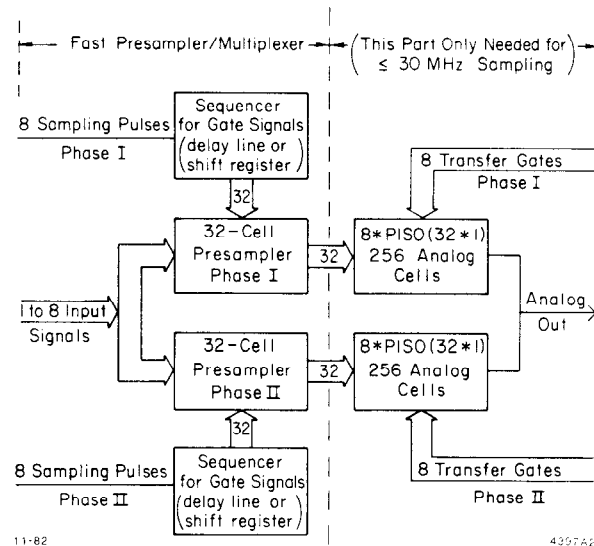 Fast Presampler/Multiplexer
(This Part Only Needed for
≤ 30 MHz Sampling)
8 Sampling Pulses
Phase I
Sequencer
for Gate Signals
(delay line or
shift register)
8 Transfer Gates
Phase I
32
32-Cell
Presampler
Phase I
32
8*PISO(32*1)
256 Analog
Cells
1 to 8 Input
Signals
Analog
Out
32-Cell
Presampler
Phase II
32
8*PISO(32*1)
256 Analog
Cells
32
8 Sampling Pulses
Phase II
Sequencer
for Gate Signals
(delay line or
shift register)
8 Transfer Gates
Phase II
11-82
4397A2